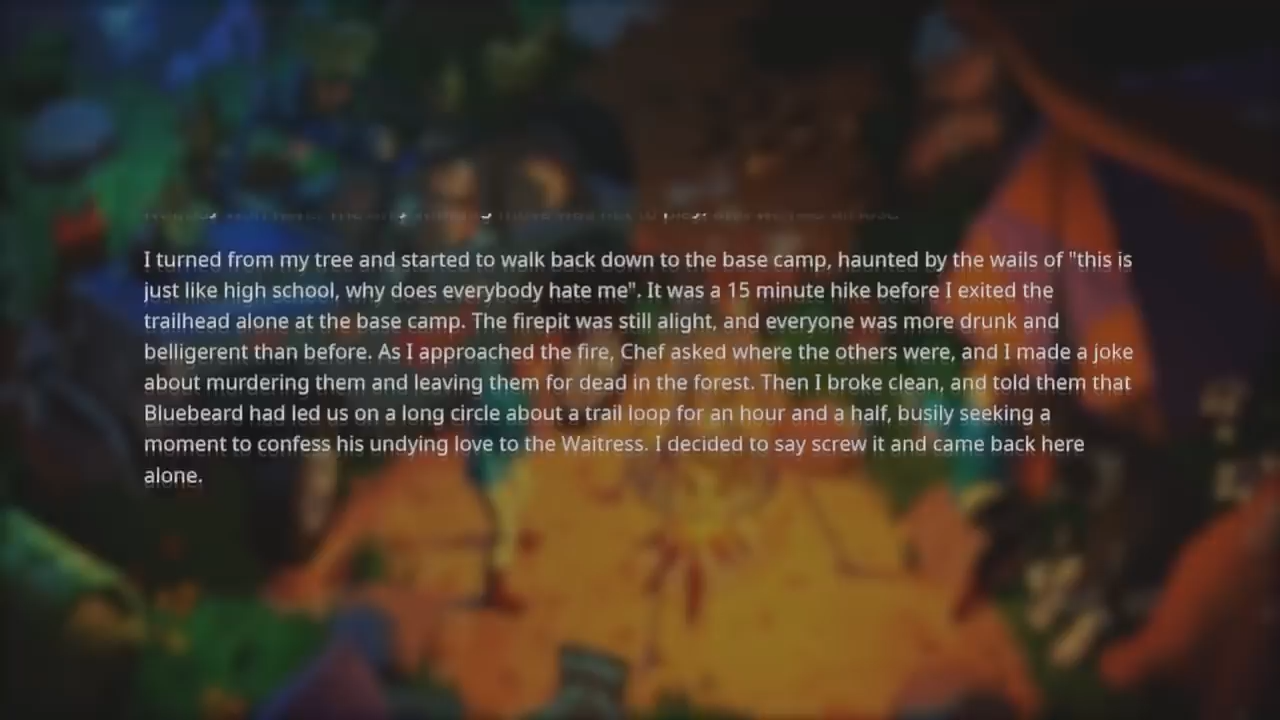 I turned from my tree and started to walk back down to the base camp, haunted by the wails of "this is
just like high school, why does everybody hate me". It was a 15 minute hike before I exited the
trailhead alone at the base camp. The firepit was still alight, and everyone was more drunk and
belligerent than before. As I approached the fire, Chef asked where the others were, and I made a joke
about murdering them and leaving them for dead in the forest. Then I broke clean, and told them that
Bluebeard had led us on a long circle about a trail loop for an hour and a half, busily seeking a
moment to confess his undying love to the Waitress. I decided to say screw it and came back here
alone.